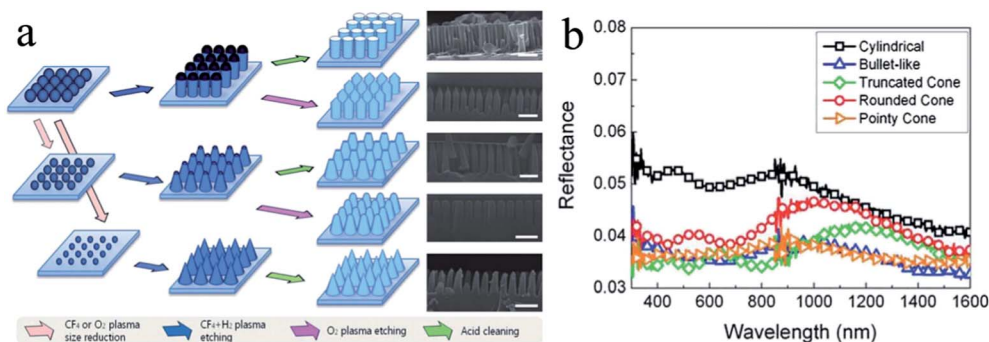 a
CF₄ or O₂ plasma
size reduction
CF₄+H₂ plasma
etching
O₂ plasma etching
Acid cleaning
b
Cylindrical
Bullet-like
Truncated Cone
Rounded Cone
Pointy Cone
Reflectance
0.08
0.07
0.06
0.05
0.04
0.03
400 600 800 1000 1200 1400 1600
Wavelength (nm)